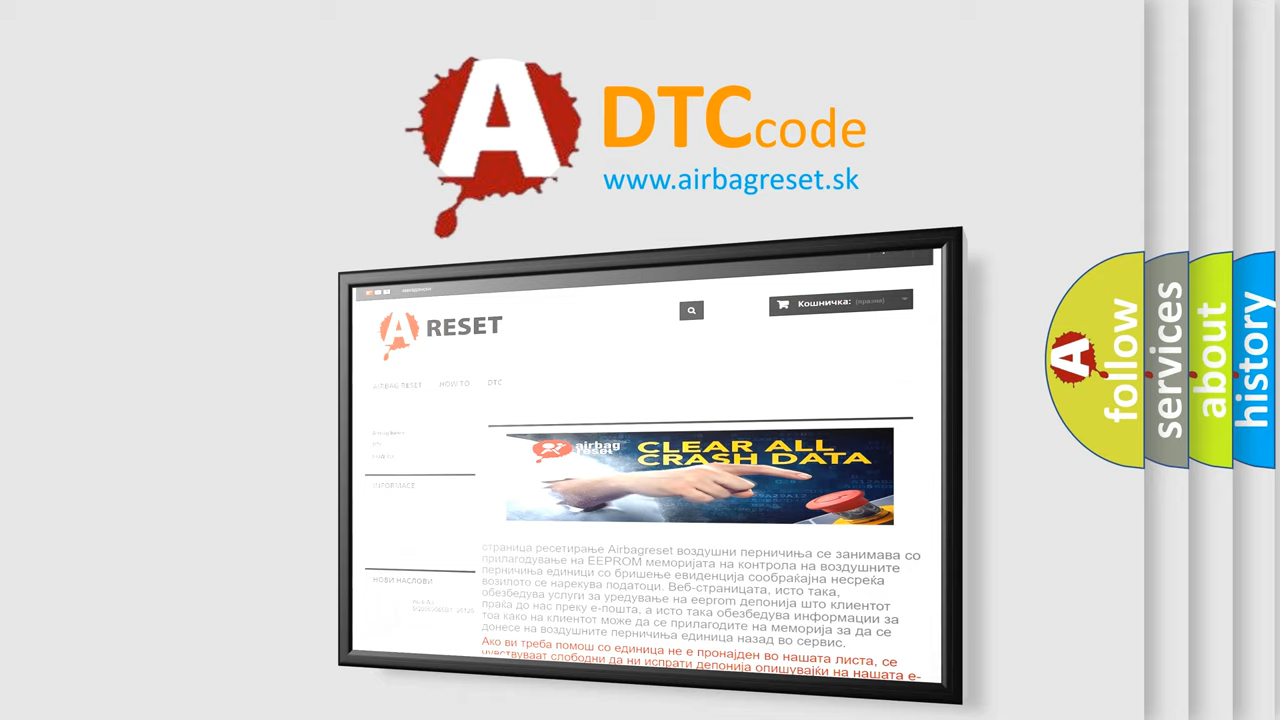 A
DTC code
www.airbagreset.sk
A RESET
Кошничка: (празни)
AIRBAG RESET HOW TO DTC
DTC
INFORMACE
airbag
reset
CLEAR ALL
CRASH DATA
страница ресетирање Airbagreset воздушни перничиња се занимава со
прилагодување на EEPROM меморијата на контрола на воздушните
перничиња единици со бришење евиденција сообраќајна несреќа
возилото се нарекува податоци. Веб-страницата, исто така,
обезбедува услуги за уредување на eeprom депонија што клиентот
праќа до нас преку е-пошта, а исто така обезбедува информации за
тоа како на клиентот може да се прилагодите на меморија за да се
донесе на воздушните перничиња единица назад во сервис.
Ако ви треба помош со единица не е пронајден во нашата листа, се
чувствуваат слободни да ни испрати депонија опишувајќи на нашата е-
НОВИ НАСЛОВИ
A
follow
services
about
history